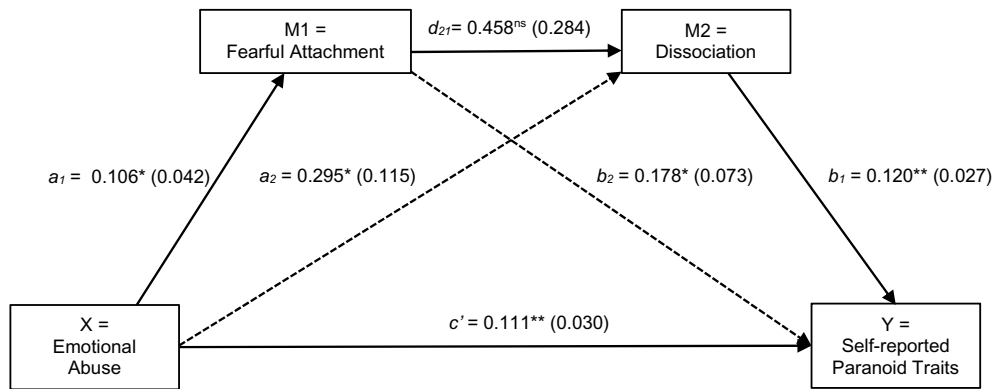 M1 =
Fearful Attachment
d21= 0.458ns (0.284)
M2 =
Dissociation
a1 = 0.106* (0.042)
a2 = 0.295* (0.115)
b2 = 0.178* (0.073)
b1 = 0.120** (0.027)
X =
Emotional
Abuse
c’ = 0.111** (0.030)
Y =
Self-reported
Paranoid Traits